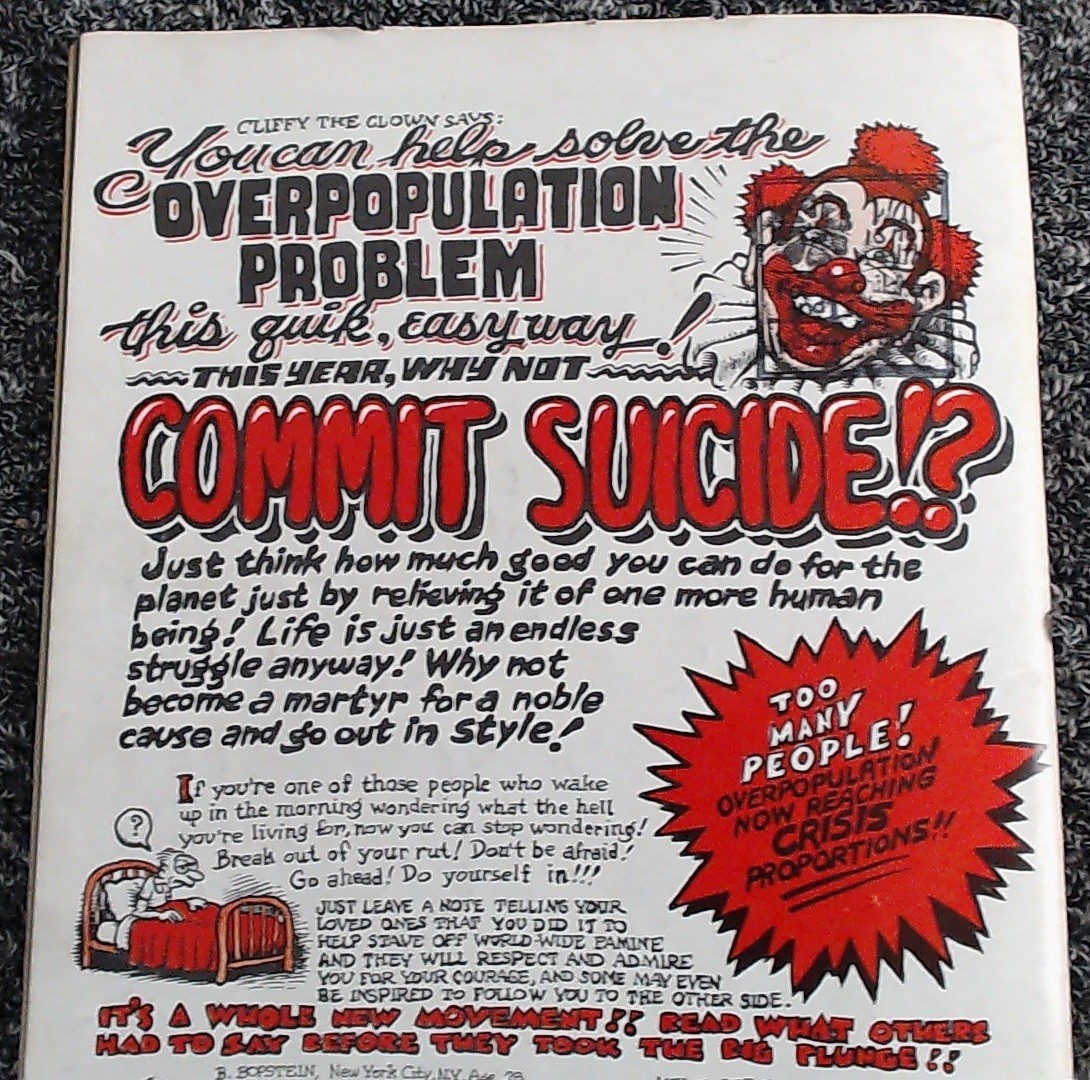 CLIFFY THE CLOWN SAYS:
You can help solve the
OVERPOPULATION
PROBLEM
this quik, easy way!
THIS YEAR, WHY NOT
COMMIT SUICIDE!?
Just think how much good you can do for the
planet just by relieving it of one more human
being! Life is just an endless
struggle anyway! Why not
become a martyr for a noble
cause and go out in style!
TOO
MANY
PEOPLE!
OVERPOPULATION
NOW REACHING
CRISIS
PROPORTIONS!!
If you're one of those people who wake
up in the morning wondering what the hell
you're living for, now you can stop wondering!
Break out of your rut! Don't be afraid!
Go ahead! Do yourself in!!!
?
JUST LEAVE A NOTE TELLING YOUR
LOVED ONES THAT YOU DID IT TO
HELP STAVE OFF WORLD-WIDE FAMINE
AND THEY WILL RESPECT AND ADMIRE
YOU FOR YOUR COURAGE, AND SOME MAY EVEN
BE INSPIRED TO FOLLOW YOU TO THE OTHER SIDE.
IT'S A WHOLE NEW MOVEMENT!! READ WHAT OTHERS
HAD TO SAY BEFORE THEY TOOK THE BIG PLUNGE!!
B. BOPSTEIN, New York City, N.Y. Age 28